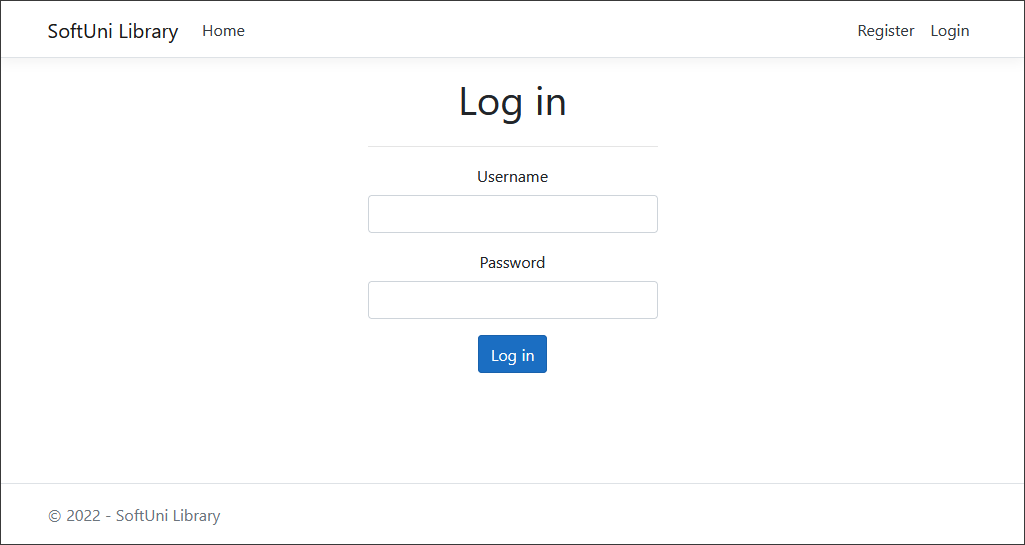 SoftUni Library Home Register Login
Log in
Username
Password
Log in
© 2022 - SoftUni Library